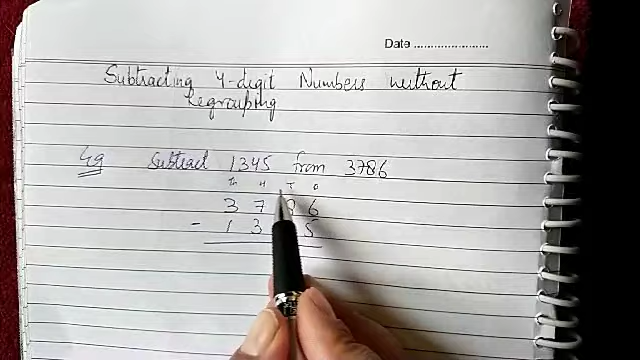 Date ........................
Subtracting 4-digit Numbers without
Regrouping
Eg Subtract 1345 from 3786
Th H T O
3 7 8 6
- 1 3 5